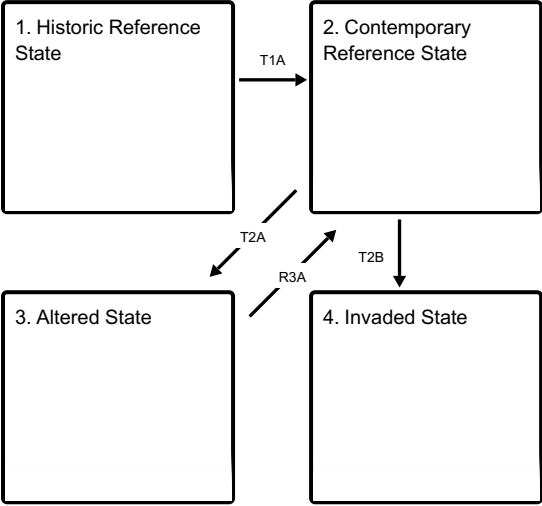 1. Historic Reference
State
T1A
2. Contemporary
Reference State
T2A
R3A
T2B
3. Altered State
4. Invaded State